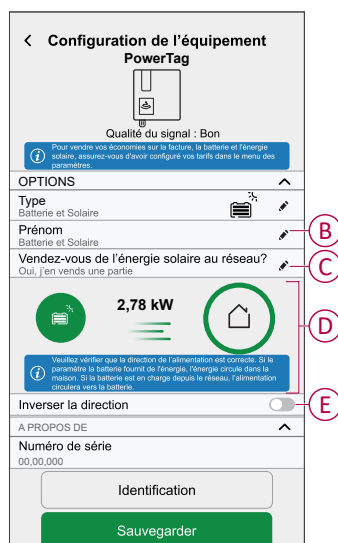 Configuration de l'équipement
PowerTag
Qualité du signal : Bon
Pour vendre vos économies sur la facture, la batterie et l'énergie
solaire, assurez-vous d'avoir configuré vos tarifs dans le menu des
paramètres.
OPTIONS
Type
Batterie et Solaire
Prénom
Batterie et Solaire
B
Vendez-vous de l'énergie solaire au réseau?
Oui, j'en vends une partie
C
2,78 kW
D
Veuillez vérifier que la direction de l'alimentation est correcte. Si le
paramètre la batterie fournit de l'énergie, l'énergie circule dans la
maison. Si la batterie est en charge depuis le réseau, l'alimentation
circulera vers la batterie.
Inverser la direction
E
A PROPOS DE
Numéro de série
00,00,000
Identification
Sauvegarder